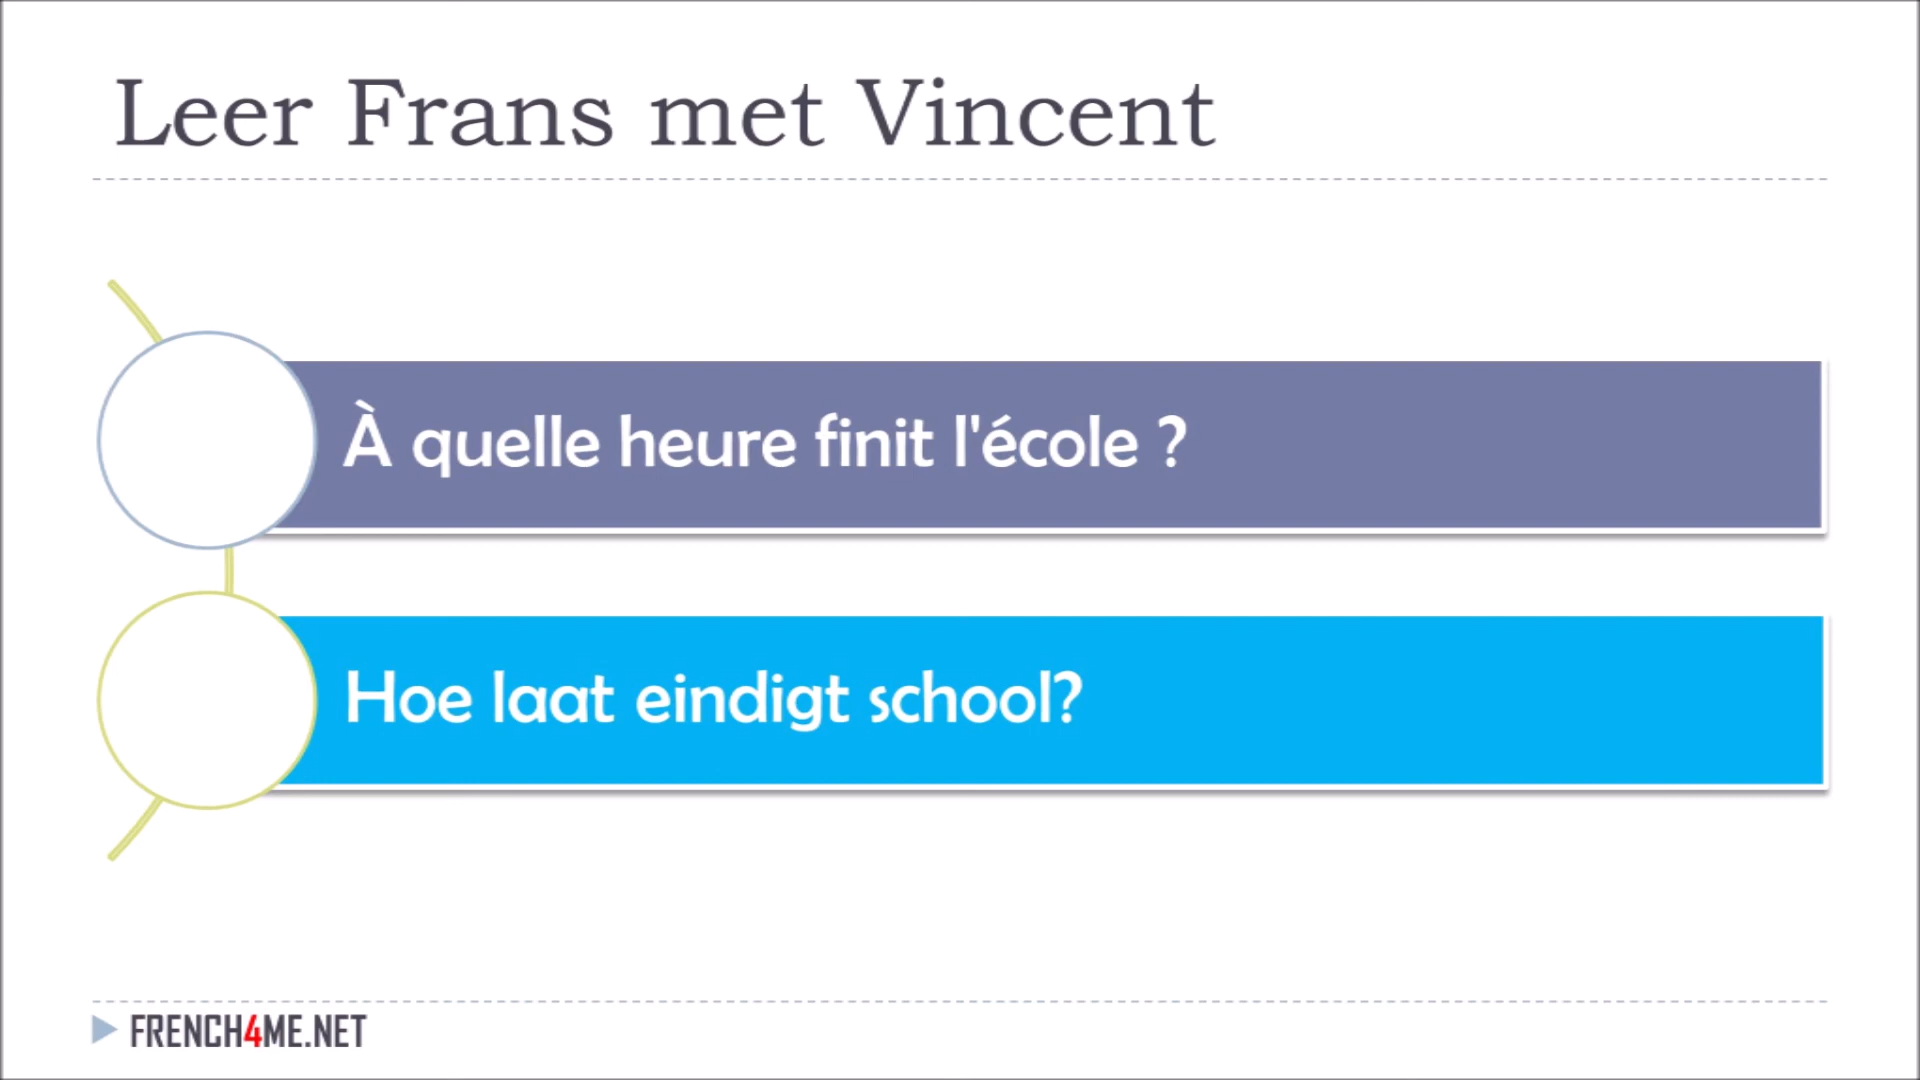 Leer Frans met Vincent
À quelle heure finit l'école ?
Hoe laat eindigt school?
FRENCH4ME.NET